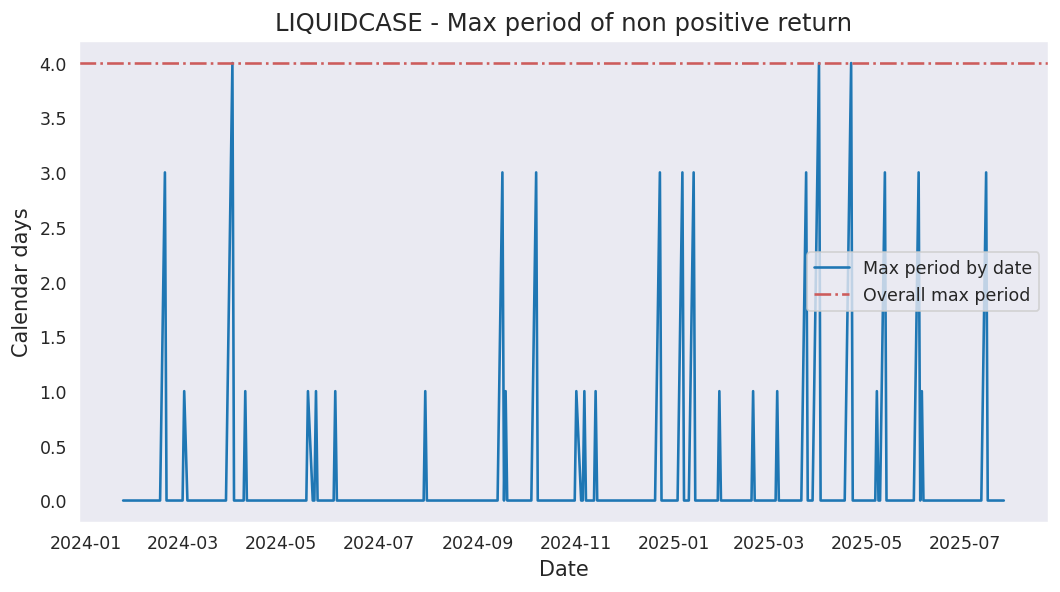 LIQUIDCASE - Max period of non positive return
Calendar days
4.0
3.5
3.0
2.5
2.0
1.5
1.0
0.5
0.0
Max period by date
Overall max period
2024-01 2024-03 2024-05 2024-07 2024-09 2024-11 2025-01 2025-03 2025-05 2025-07
Date